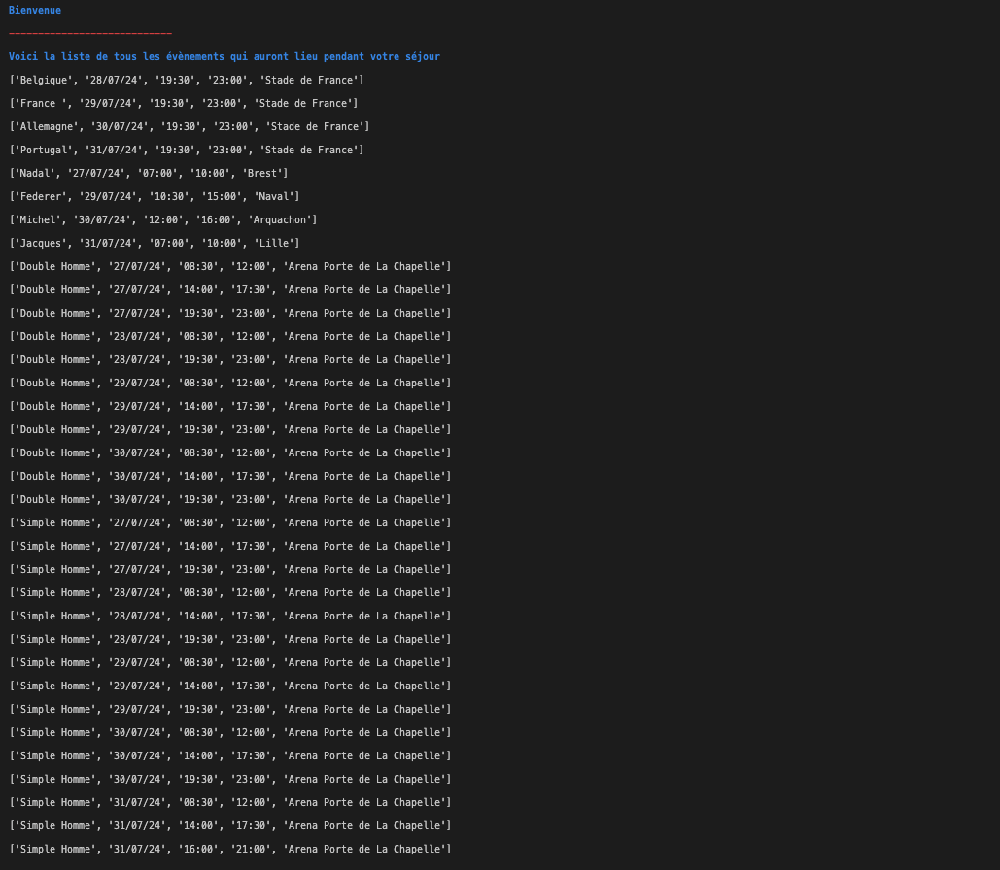 Bienvenue
----------------------------
Voici la liste de tous les évènements qui auront lieu pendant votre séjour
['Belgique', '28/07/24', '19:30', '23:00', 'Stade de France']
['France ', '29/07/24', '19:30', '23:00', 'Stade de France']
['Allemagne', '30/07/24', '19:30', '23:00', 'Stade de France']
['Portugal', '31/07/24', '19:30', '23:00', 'Stade de France']
['Nadal', '27/07/24', '07:00', '10:00', 'Brest']
['Federer', '29/07/24', '10:30', '15:00', 'Naval']
['Michel', '30/07/24', '12:00', '16:00', 'Arquachon']
['Jacques', '31/07/24', '07:00', '10:00', 'Lille']
['Double Homme', '27/07/24', '08:30', '12:00', 'Arena Porte de La Chapelle']
['Double Homme', '27/07/24', '14:00', '17:30', 'Arena Porte de La Chapelle']
['Double Homme', '27/07/24', '19:30', '23:00', 'Arena Porte de La Chapelle']
['Double Homme', '28/07/24', '08:30', '12:00', 'Arena Porte de La Chapelle']
['Double Homme', '28/07/24', '19:30', '23:00', 'Arena Porte de La Chapelle']
['Double Homme', '29/07/24', '08:30', '12:00', 'Arena Porte de La Chapelle']
['Double Homme', '29/07/24', '14:00', '17:30', 'Arena Porte de La Chapelle']
['Double Homme', '29/07/24', '19:30', '23:00', 'Arena Porte de La Chapelle']
['Double Homme', '30/07/24', '08:30', '12:00', 'Arena Porte de La Chapelle']
['Double Homme', '30/07/24', '14:00', '17:30', 'Arena Porte de La Chapelle']
['Double Homme', '30/07/24', '19:30', '23:00', 'Arena Porte de La Chapelle']
['Simple Homme', '27/07/24', '08:30', '12:00', 'Arena Porte de La Chapelle']
['Simple Homme', '27/07/24', '14:00', '17:30', 'Arena Porte de La Chapelle']
['Simple Homme', '27/07/24', '19:30', '23:00', 'Arena Porte de La Chapelle']
['Simple Homme', '28/07/24', '08:30', '12:00', 'Arena Porte de La Chapelle']
['Simple Homme', '28/07/24', '14:00', '17:30', 'Arena Porte de La Chapelle']
['Simple Homme', '28/07/24', '19:30', '23:00', 'Arena Porte de La Chapelle']
['Simple Homme', '29/07/24', '08:30', '12:00', 'Arena Porte de La Chapelle']
['Simple Homme', '29/07/24', '14:00', '17:30', 'Arena Porte de La Chapelle']
['Simple Homme', '29/07/24', '19:30', '23:00', 'Arena Porte de La Chapelle']
['Simple Homme', '30/07/24', '08:30', '12:00', 'Arena Porte de La Chapelle']
['Simple Homme', '30/07/24', '14:00', '17:30', 'Arena Porte de La Chapelle']
['Simple Homme', '30/07/24', '19:30', '23:00', 'Arena Porte de La Chapelle']
['Simple Homme', '31/07/24', '08:30', '12:00', 'Arena Porte de La Chapelle']
['Simple Homme', '31/07/24', '14:00', '17:30', 'Arena Porte de La Chapelle']
['Simple Homme', '31/07/24', '16:00', '21:00', 'Arena Porte de La Chapelle']